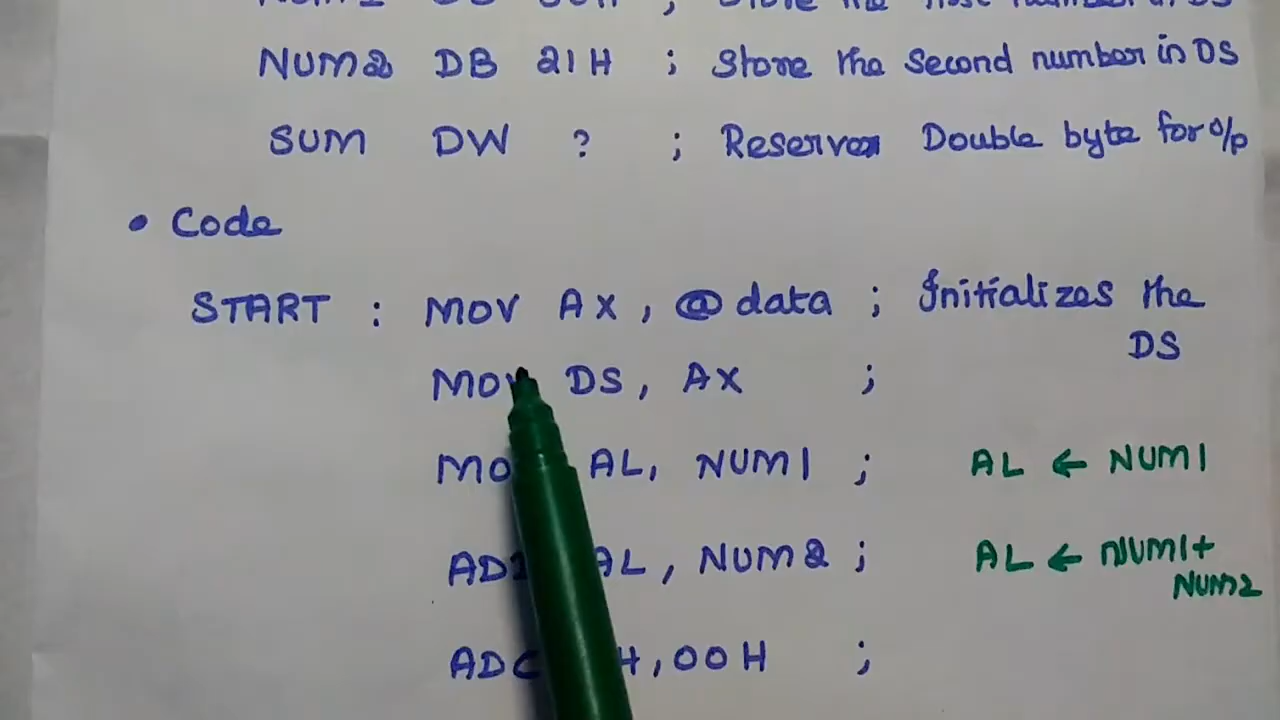 NUM2 DB 21H ; Store the Second number in DS
SUM DW ? ; Reserves Double byte for o/p
• Code
START : MOV AX, @data ; Initializes the DS
MOV DS, AX ;
AL, NUM1 ; AL ← NUM1
AL, NUM2 ; AL ← NUM1+ NUM2
ADC ,00H ;